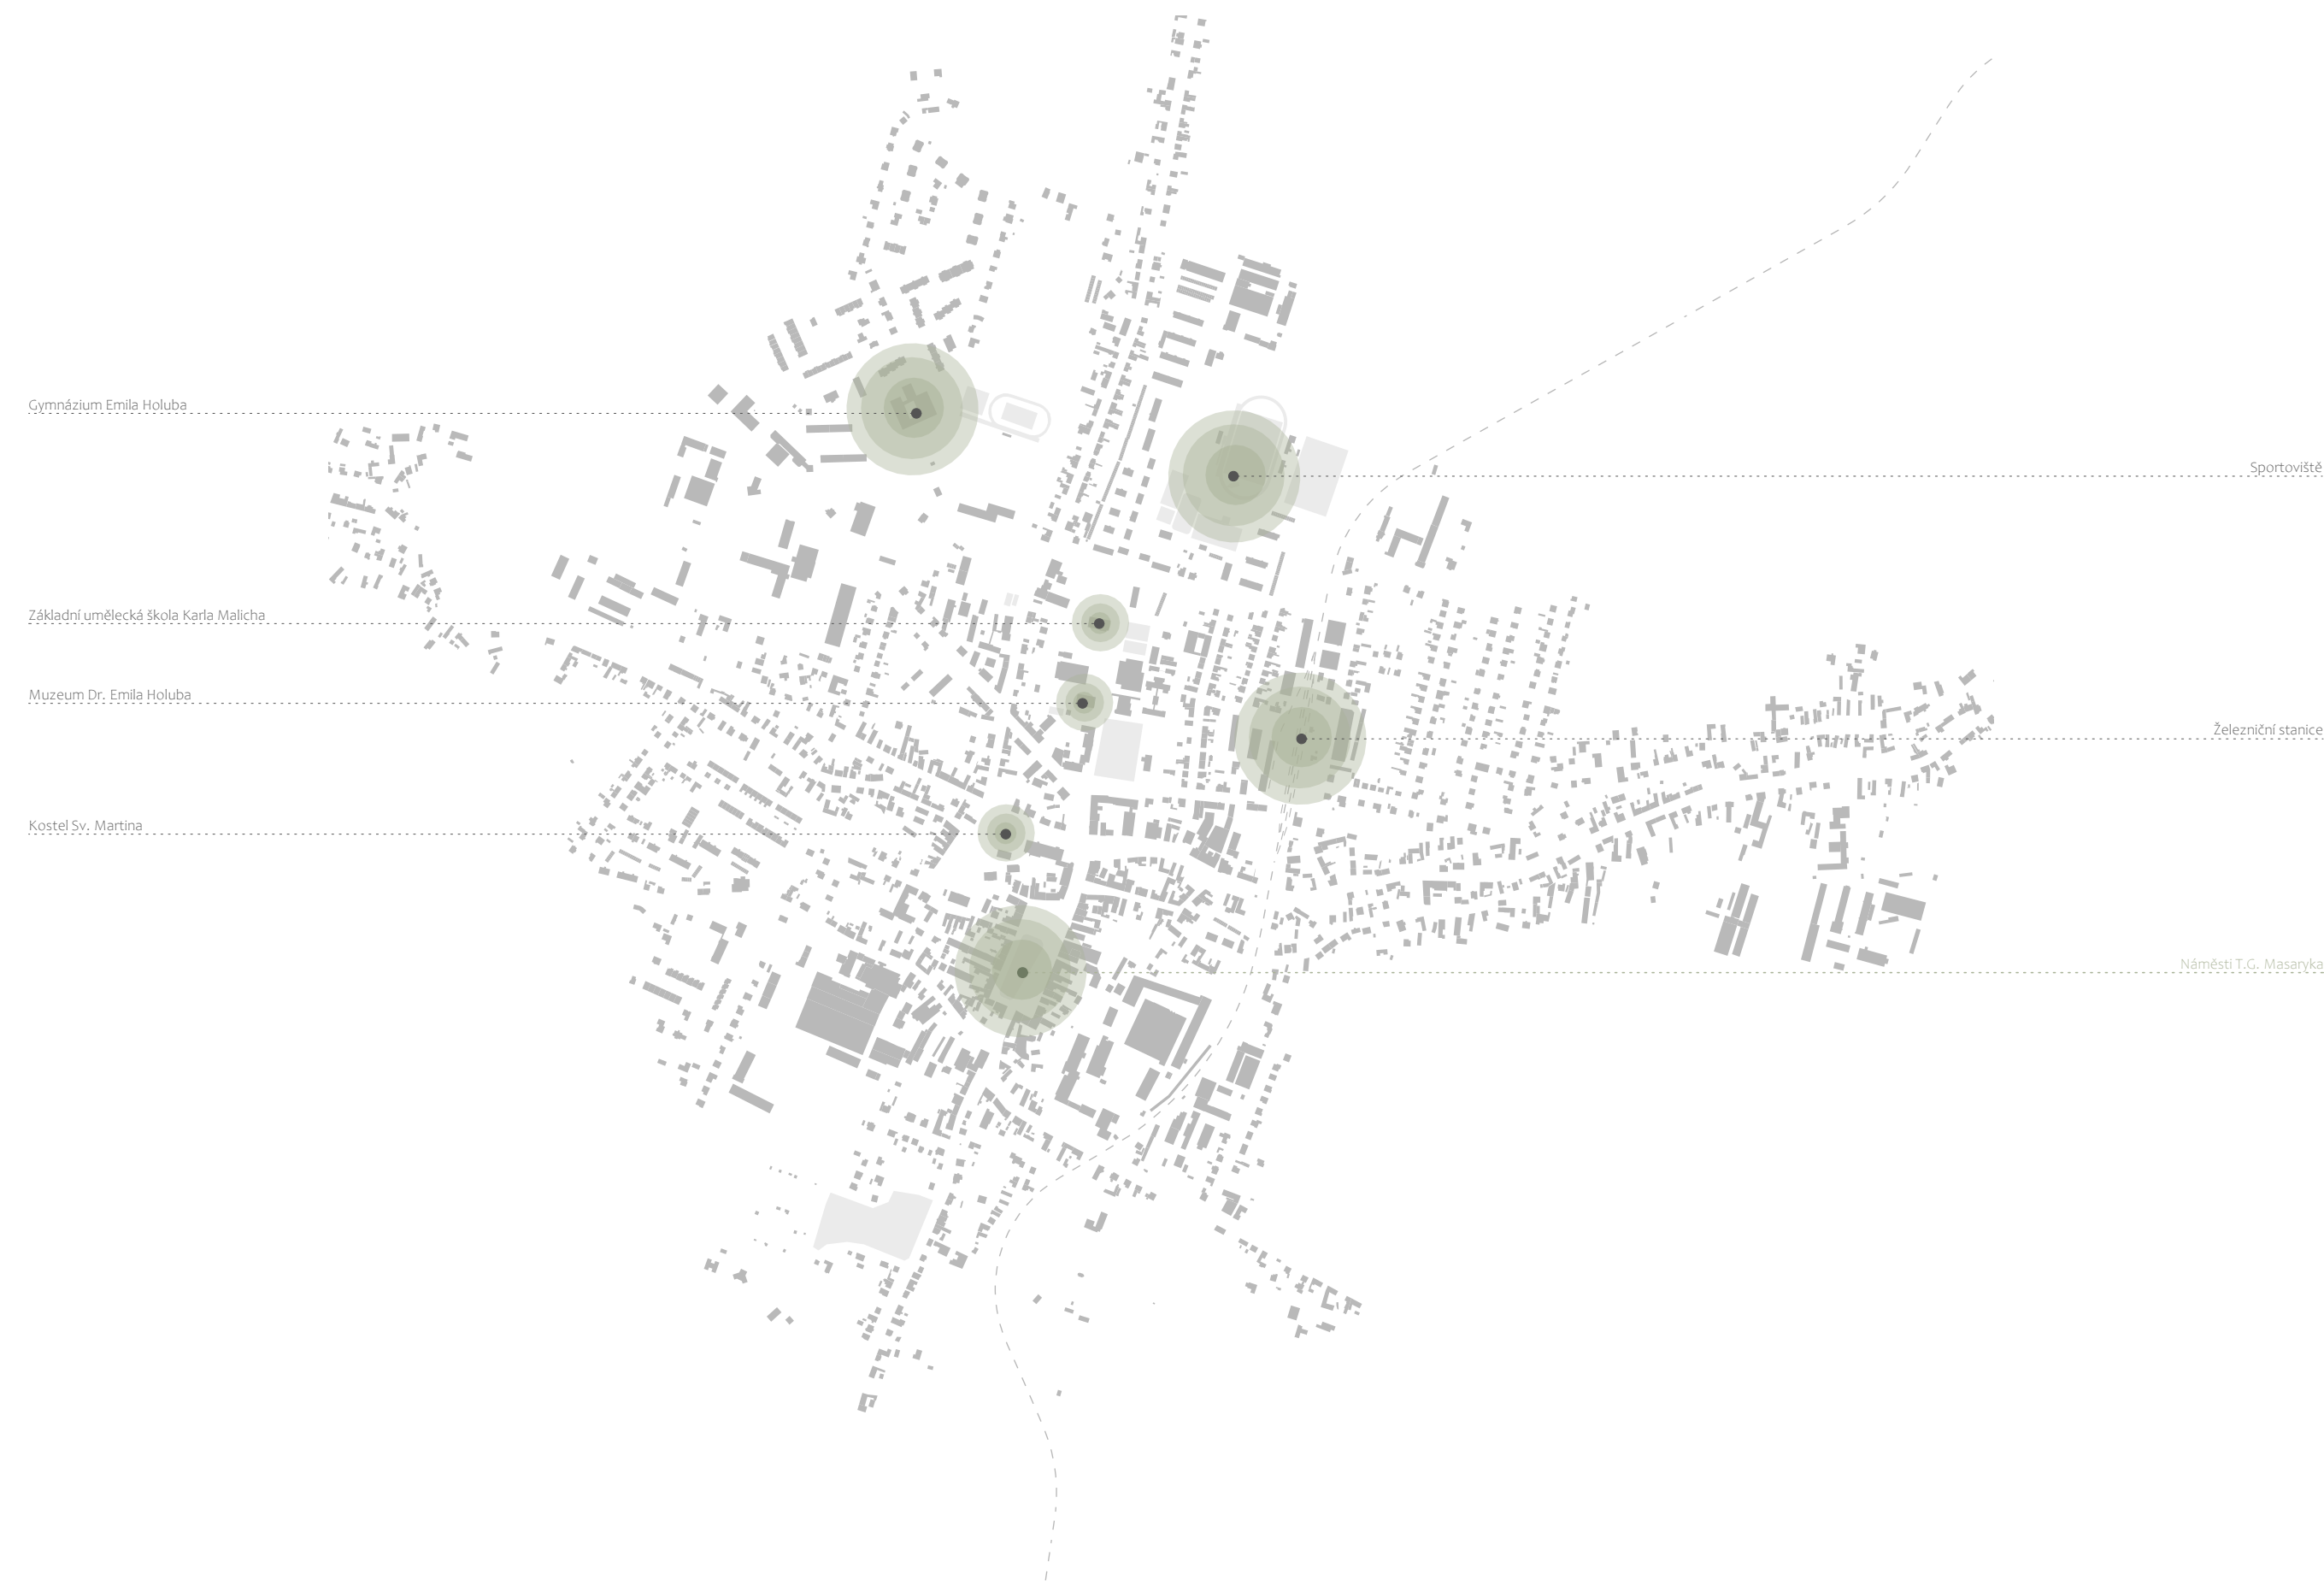 Gymnázium Emila Holuba
Sportoviště
Základní umělecká škola Karla Malicha
Muzeum Dr. Emila Holuba
Železniční stanice
Kostel Sv. Martina
Náměstí T.G. Masaryka